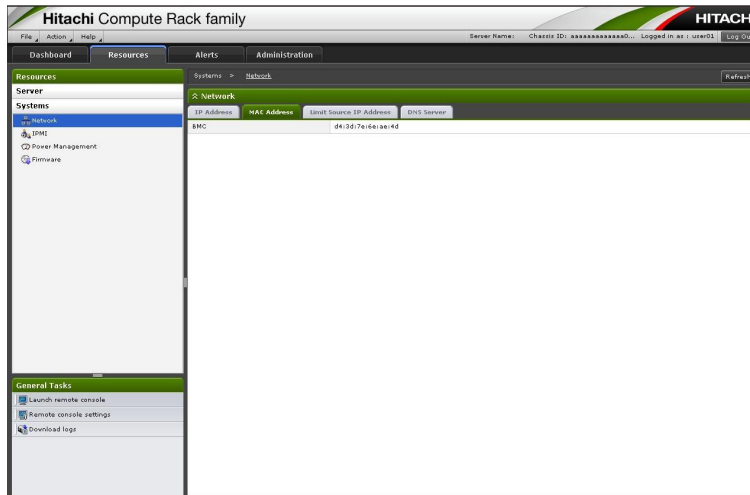 Hitachi Compute Rack family
HITACH
File Action Help Server Name: Chassis ID: aaaaaaaaaaaaa0... Logged in as : user01 Log Ou
Dashboard Resources Alerts Administration
Resources
Systems > Network Refresh
Server
Systems
Network
IPMI
Power Management
Firmware
Network
IP Address MAC Address Limit Source IP Address DNS Server
BMC d4:3d:7e:6e:ae:4d
General Tasks
Launch remote console
Remote console settings
Download logs